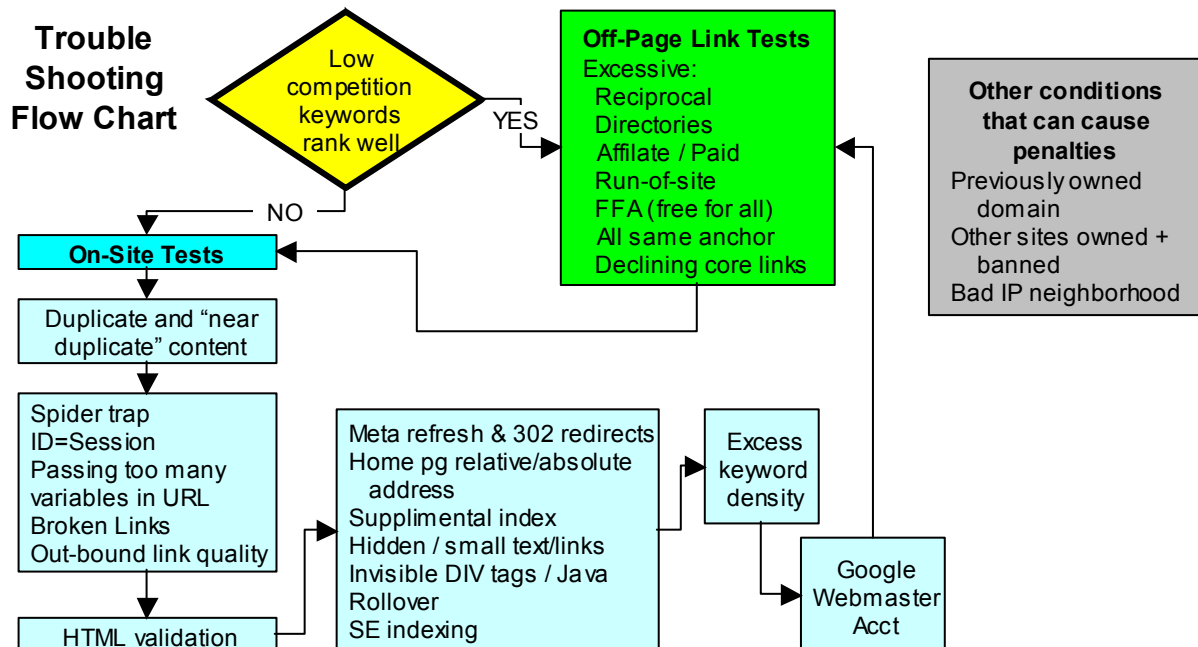 Trouble
Shooting
Flow Chart
Low
competition
keywords
rank well
YES
NO
Off-Page Link Tests
Excessive:
Reciprocal
Directories
Affilate / Paid
Run-of-site
FFA (free for all)
All same anchor
Declining core links
Other conditions
that can cause
penalties
Previously owned
domain
Other sites owned +
banned
Bad IP neighborhood
On-Site Tests
Duplicate and “near
duplicate” content
Spider trap
ID=Session
Passing too many
variables in URL
Broken Links
Out-bound link quality
HTML validation
Meta refresh & 302 redirects
Home pg relative/absolute
address
Supplimental index
Hidden / small text/links
Invisible DIV tags / Java
Rollover
SE indexing
Excess
keyword
density
Google
Webmaster
Acct